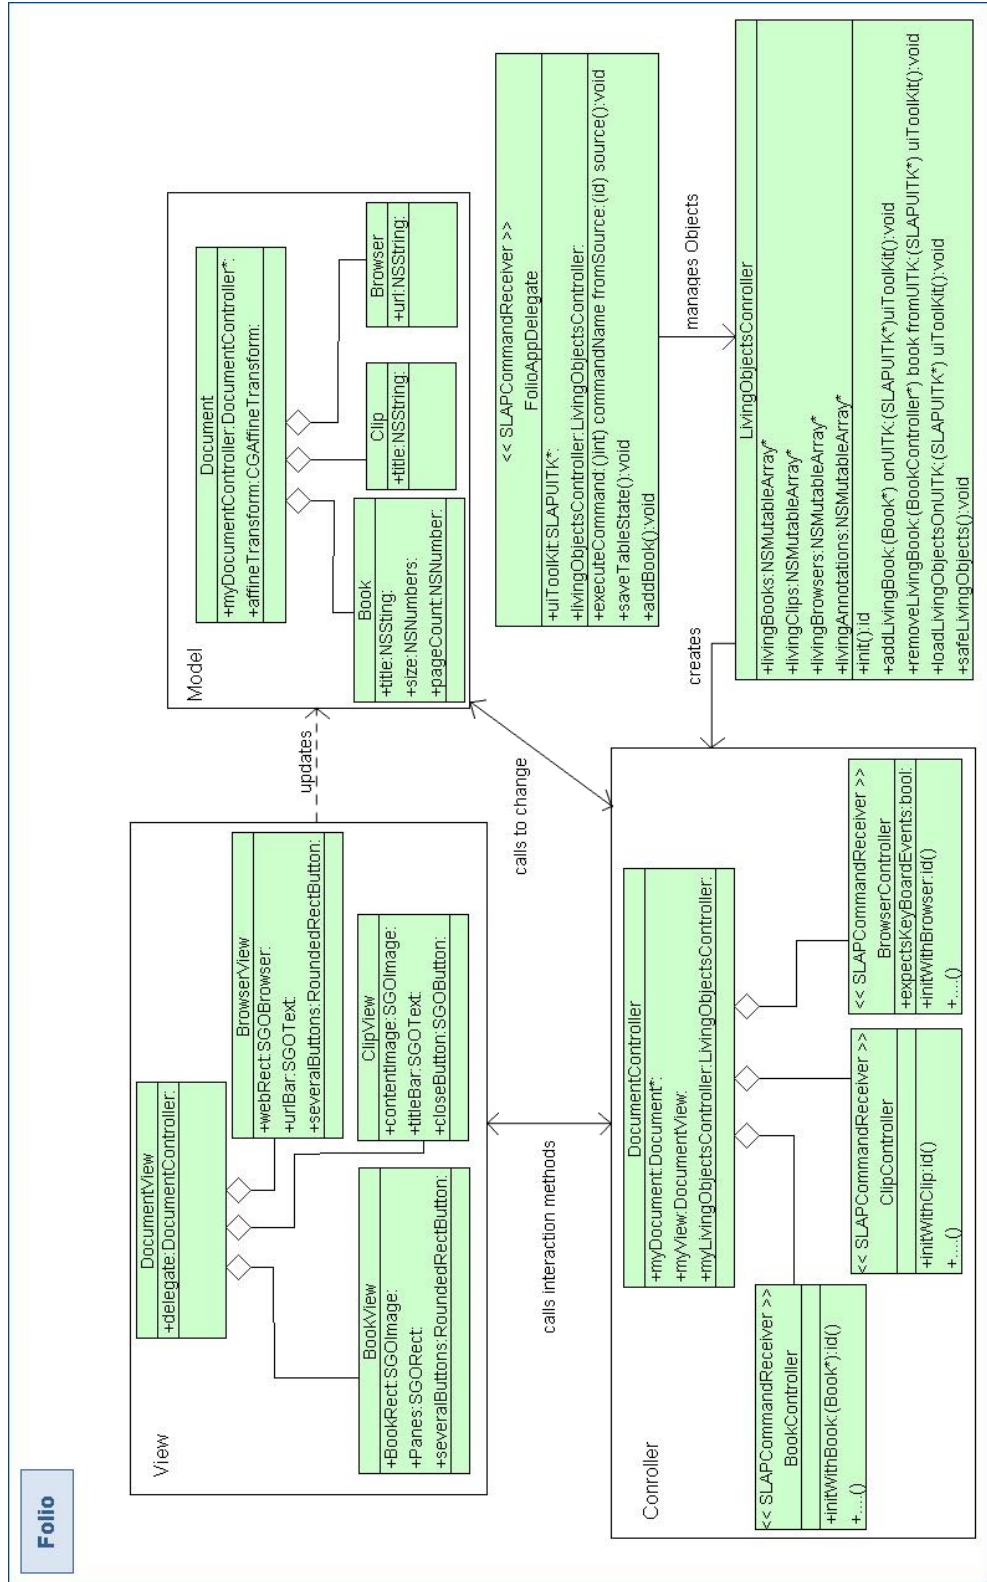 Folio
View
DocumentView
+delegate:DocumentController:
BookView
+BookRect:SGOImage:
+Panes:SGORect:
+severalButtons:RoundedRectButton:
ClipView
+contentImage:SGOImage:
+titleBar:SGOText:
+closeButton:SGOButton:
BrowserView
+webRect:SGOBrowser:
+urlBar:SGOText:
+severalButtons:RoundedRectButton:
updates
Model
Document
+myDocumentController:DocumentController*:
+affineTransform:CGAffineTransform:
Book
+title:NSSting:
+size:NSNumbers:
+pageCount:NSNumber:
Clip
+title:NSString:
Browser
+url:NSString:
calls interaction methods
calls to change
Conroller
DocumentController
+myDocument:Document*:
+myView:DocumentView:
+myLivingObjectsController:LivingObjectsController:
<< SLAPCommandReceiver >>
BookController
+initWithBook:(Book*):id()
+....()
<< SLAPCommandReceiver >>
ClipController
+initWithClip:id()
+....()
<< SLAPCommandReceiver >>
BrowserController
+expectsKeyBoardEvents:bool:
+initWithBrowser:id()
+....()
creates
<< SLAPCommandReceiver >>
FolioAppDelegate
+uiToolKit:SLAPUITK*:
+livingObjectsController:LivingObjectsController:
+executeCommand:()int) commandName fromSource:(id) source():void
+saveTableState():void
+addBook():void
manages Objects
LivingObjectsConroller
+livingBooks:NSMutableArray*
+livingClips:NSMutableArray*
+livingBrowsers:NSMutableArray*
+livingAnnotations:NSMutableArray*
+init():id
+addLivingBook:(Book*) onUITK:(SLAPUITK*)uiToolKit():void
+removeLivingBook:(BookController*) book fromUITK:(SLAPUITK*) uiToolKit():void
+loadLivingObjectsOnUITK:(SLAPUITK*) uiToolKit():void
+safeLivingObjects():void